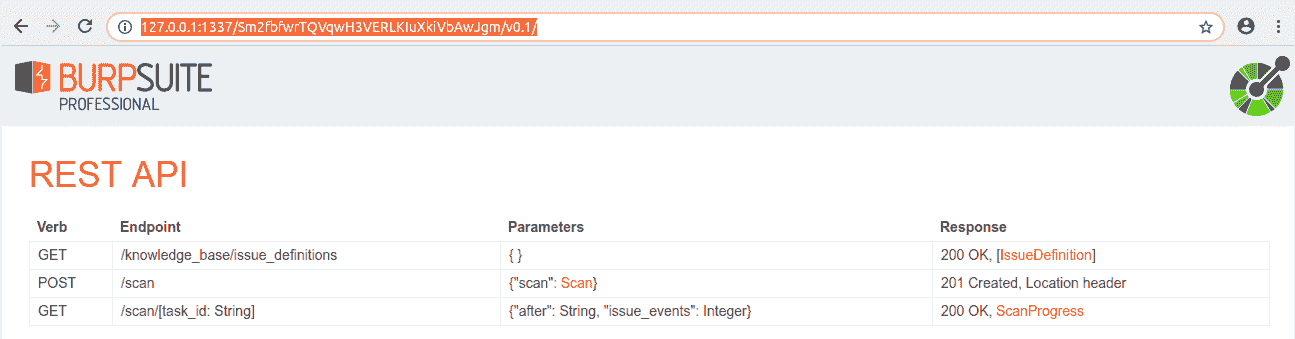 127.0.0.1:1337/Sm2fbfwrTQVqwH3VERLKIuXkiVbAwJgm/v0.1/
BURPSUITE
PROFESSIONAL
REST API
Verb Endpoint Parameters Response
GET /knowledge_base/issue_definitions { } 200 OK, [IssueDefinition]
POST /scan {"scan": Scan} 201 Created, Location header
GET /scan/[task_id: String] {"after": String, "issue_events": Integer} 200 OK, ScanProgress